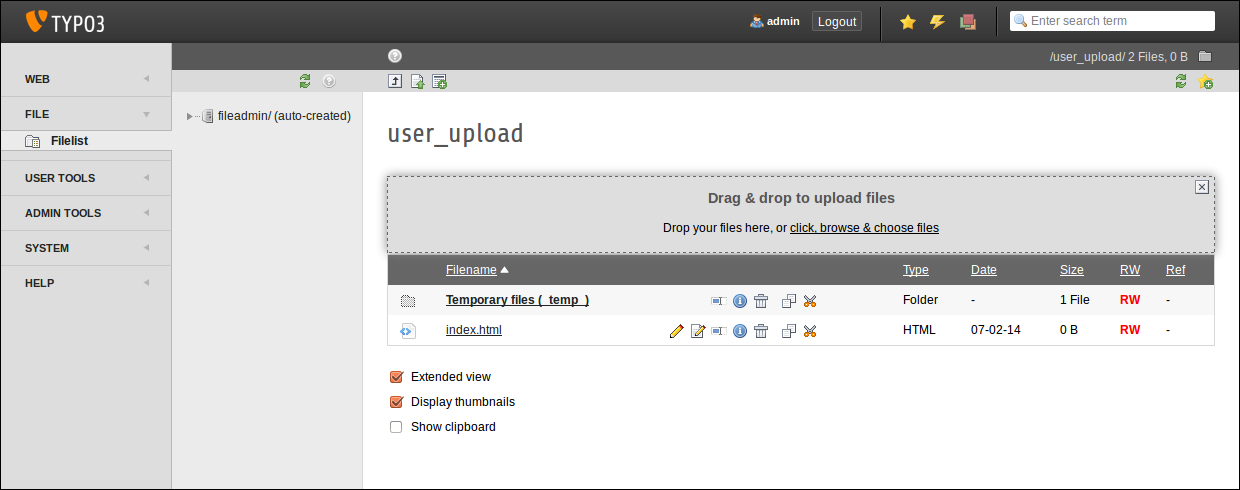 TYPO3
admin
Logout
Enter search term
/user_upload/ 2 Files, 0 B
WEB
FILE
Filelist
USER TOOLS
ADMIN TOOLS
SYSTEM
HELP
fileadmin/ (auto-created)
user_upload
Drag & drop to upload files
Drop your files here, or click, browse & choose files
Filename Type Date Size RW Ref
Temporary files (_temp_) Folder - 1 File RW -
index.html HTML 07-02-14 0 B RW -
Extended view
Display thumbnails
Show clipboard